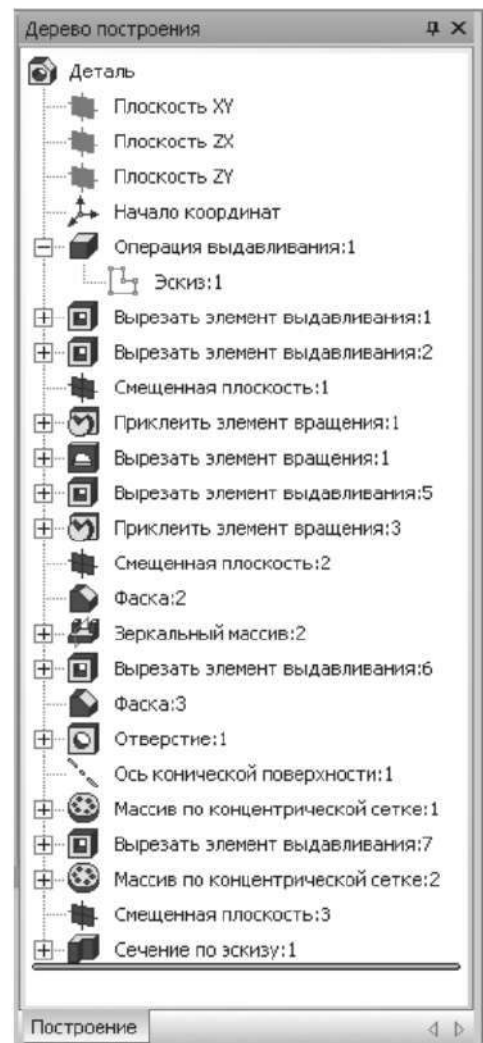 Дерево построения
Деталь
Плоскость XY
Плоскость ZX
Плоскость ZY
Начало координат
Операция выдавливания:1
Эскиз:1
Вырезать элемент выдавливания:1
Вырезать элемент выдавливания:2
Смещенная плоскость:1
Приклеить элемент вращения:1
Вырезать элемент вращения:1
Вырезать элемент выдавливания:5
Приклеить элемент вращения:3
Смещенная плоскость:2
Фаска:2
Зеркальный массив:2
Вырезать элемент выдавливания:6
Фаска:3
Отверстие:1
Ось конической поверхности:1
Массив по концентрической сетке:1
Вырезать элемент выдавливания:7
Массив по концентрической сетке:2
Смещенная плоскость:3
Сечение по эскизу:1
Построение